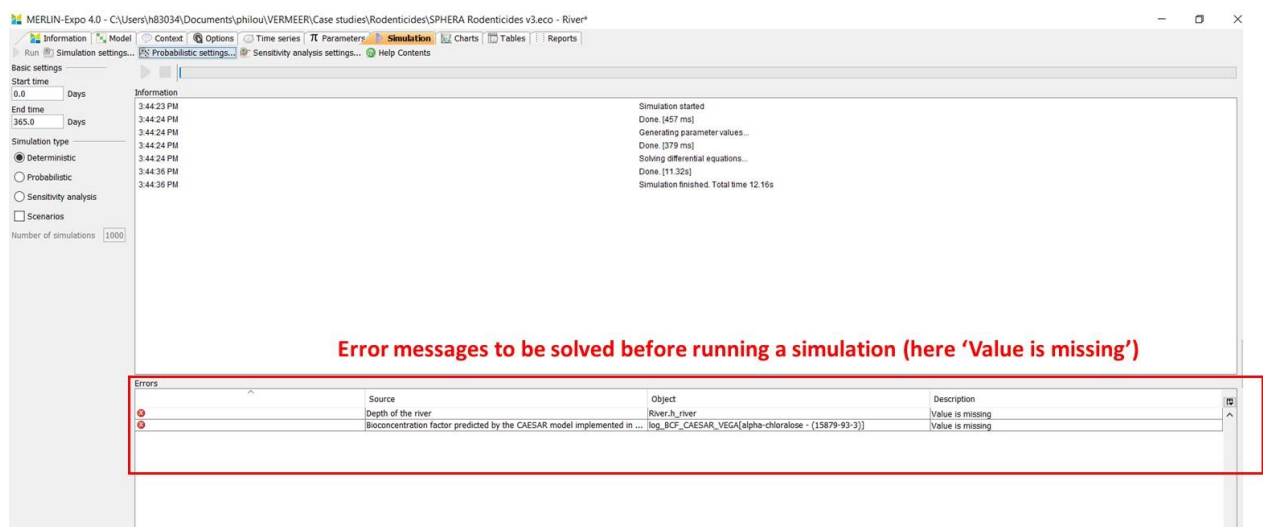 MERLIN-Expo 4.0 - C:\Users\h83034\Documents\philou\VERMEER\Case studies\Rodenticides\SPHERA Rodenticides v3.eco - River*
Information Model Context Options Time series π Parameters Simulation Charts Tables Reports
Run Simulation settings... Probabilistic settings... Sensitivity analysis settings... Help Contents
Basic settings
Start time
0.0 Days
End time
365.0 Days
Simulation type
Deterministic
Probabilistic
Sensitivity analysis
Scenarios
Number of simulations 1000
Information
3:44:23 PM Simulation started
3:44:24 PM Done. [457 ms]
3:44:24 PM Generating parameter values...
3:44:24 PM Done. [379 ms]
3:44:24 PM Solving differential equations...
3:44:36 PM Done. [11.32s]
3:44:36 PM Simulation finished. Total time 12.16s
Error messages to be solved before running a simulation (here ‘Value is missing’)
Errors
Source Object Description
Depth of the river River.h_river Value is missing
Bioconcentration factor predicted by the CAESAR model implemented in ... log_BCF_CAESAR_VEGA[alpha-chloralose - (15879-93-3)] Value is missing